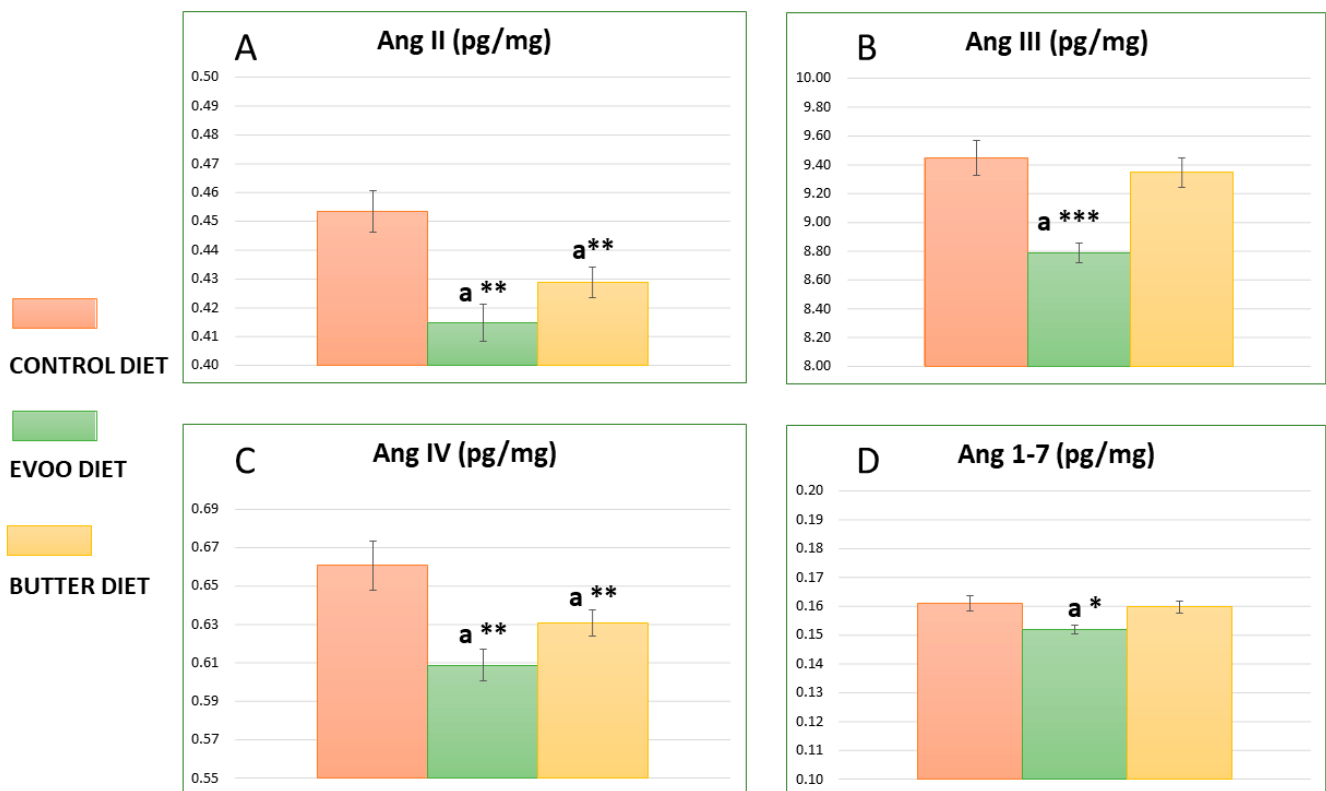 A
Ang II (pg/mg)
0.50
0.49
0.48
0.47
0.46
0.45
0.44
0.43
0.42
0.41
0.40
a **
a**
B
Ang III (pg/mg)
10.00
9.80
9.60
9.40
9.20
9.00
8.80
8.60
8.40
8.20
8.00
a ***
CONTROL DIET
EVOO DIET
BUTTER DIET
C
Ang IV (pg/mg)
0.69
0.67
0.65
0.63
0.61
0.59
0.57
0.55
a **
a **
D
Ang 1-7 (pg/mg)
0.20
0.19
0.18
0.17
0.16
0.15
0.14
0.13
0.12
0.11
0.10
a *